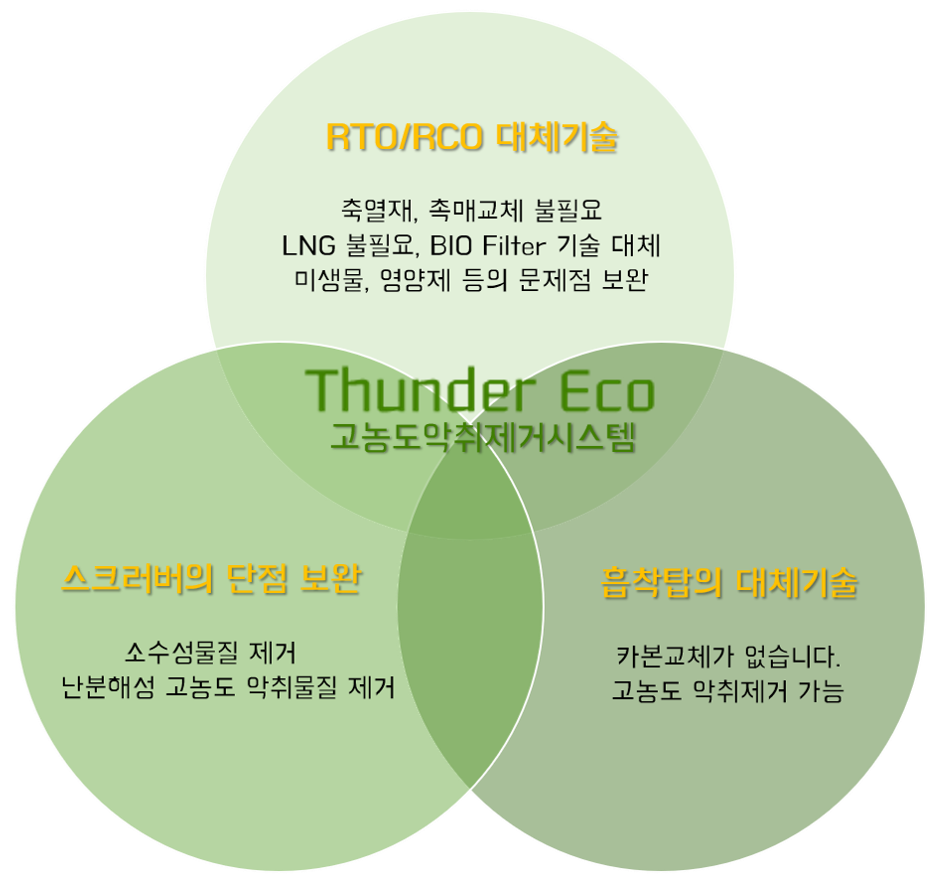 RTO/RCO 대체기술
축열재, 촉매교체 불필요
LNG 불필요, BIO Filter 기술 대체
미생물, 영양제 등의 문제점 보완
Thunder Eco
고농도악취제거시스템
스크러버의 단점 보완
소수성물질 제거
난분해성 고농도 악취물질 제거
흡착탑의 대체기술
카본교체가 없습니다.
고농도 악취제거 가능